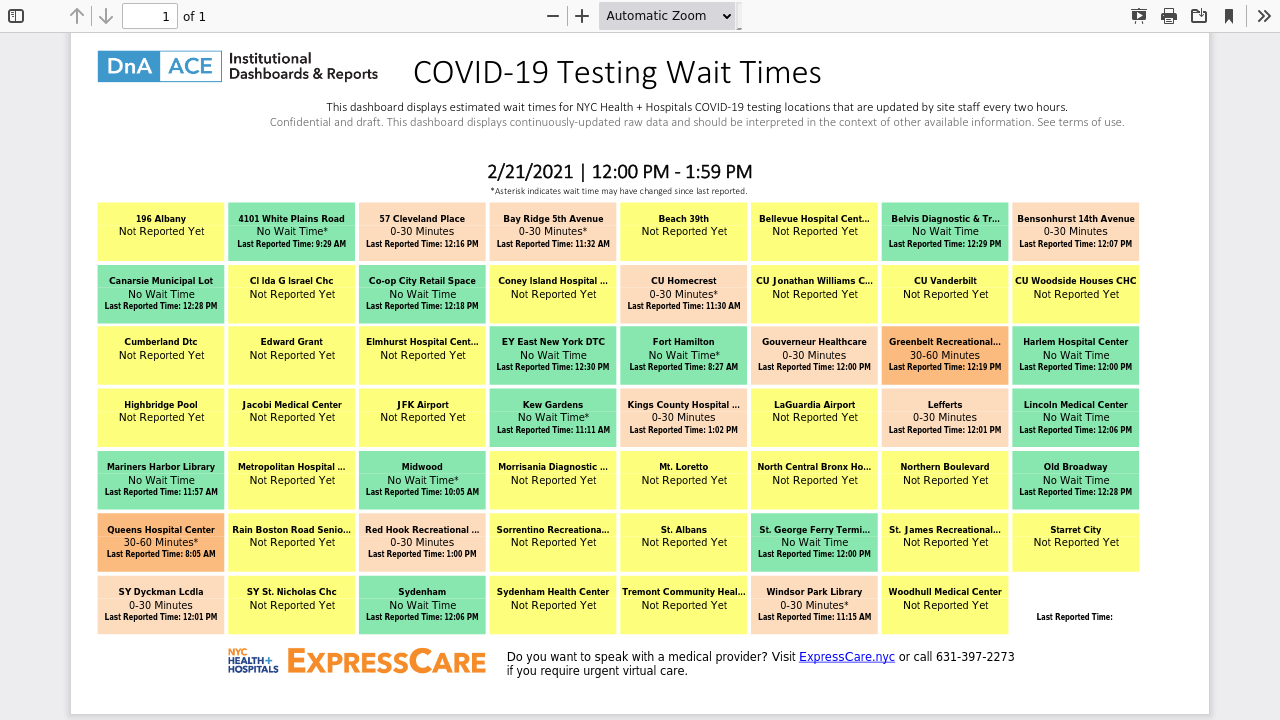 1 of 1 Automatic Zoom
DnA ACE Institutional
Dashboards & Reports
COVID-19 Testing Wait Times
This dashboard displays estimated wait times for NYC Health + Hospitals COVID-19 testing locations that are updated by site staff every two hours.
Confidential and draft. This dashboard displays continuously-updated raw data and should be interpreted in the context of other available information. See terms of use.
2/21/2021 | 12:00 PM - 1:59 PM
*Asterisk indicates wait time may have changed since last reported.
196 Albany
Not Reported Yet
4101 White Plains Road
No Wait Time*
Last Reported Time: 9:29 AM
57 Cleveland Place
0-30 Minutes
Last Reported Time: 12:16 PM
Bay Ridge 5th Avenue
0-30 Minutes*
Last Reported Time: 11:32 AM
Beach 39th
Not Reported Yet
Bellevue Hospital Cent...
Not Reported Yet
Belvis Diagnostic & Tr...
No Wait Time
Last Reported Time: 12:29 PM
Bensonhurst 14th Avenue
0-30 Minutes
Last Reported Time: 12:07 PM
Canarsie Municipal Lot
No Wait Time
Last Reported Time: 12:28 PM
Cl lda G Israel Chc
Not Reported Yet
Co-op City Retail Space
No Wait Time
Last Reported Time: 12:18 PM
Coney Island Hospital ...
Not Reported Yet
CU Homecrest
0-30 Minutes*
Last Reported Time: 11:30 AM
CU Jonathan Williams C...
Not Reported Yet
CU Vanderbilt
Not Reported Yet
CU Woodside Houses CHC
Not Reported Yet
Cumberland Dtc
Not Reported Yet
Edward Grant
Not Reported Yet
Elmhurst Hospital Cent...
Not Reported Yet
EY East New York DTC
No Wait Time
Last Reported Time: 12:30 PM
Fort Hamilton
No Wait Time*
Last Reported Time: 8:27 AM
Gouverneur Healthcare
0-30 Minutes
Last Reported Time: 12:00 PM
Greenbelt Recreational...
30-60 Minutes
Last Reported Time: 12:19 PM
Harlem Hospital Center
No Wait Time
Last Reported Time: 12:00 PM
Highbridge Pool
Not Reported Yet
Jacobi Medical Center
Not Reported Yet
JFK Airport
Not Reported Yet
Kew Gardens
No Wait Time*
Last Reported Time: 11:11 AM
Kings County Hospital ...
0-30 Minutes
Last Reported Time: 1:02 PM
LaGuardia Airport
Not Reported Yet
Lefferts
0-30 Minutes
Last Reported Time: 12:01 PM
Lincoln Medical Center
No Wait Time
Last Reported Time: 12:06 PM
Mariners Harbor Library
No Wait Time
Last Reported Time: 11:57 AM
Metropolitan Hospital ...
Not Reported Yet
Midwood
No Wait Time*
Last Reported Time: 10:05 AM
Morrisania Diagnostic ...
Not Reported Yet
Mt. Loretto
Not Reported Yet
North Central Bronx Ho...
Not Reported Yet
Northern Boulevard
Not Reported Yet
Old Broadway
No Wait Time
Last Reported Time: 12:28 PM
Queens Hospital Center
30-60 Minutes*
Last Reported Time: 8:05 AM
Rain Boston Road Senio...
Not Reported Yet
Red Hook Recreational ...
0-30 Minutes
Last Reported Time: 1:00 PM
Sorrentino Recreationa...
Not Reported Yet
St. Albans
Not Reported Yet
St. George Ferry Termi...
No Wait Time
Last Reported Time: 12:00 PM
St. James Recreational...
Not Reported Yet
Starret City
Not Reported Yet
SY Dyckman Lcdla
0-30 Minutes
Last Reported Time: 12:01 PM
SY St. Nicholas Chc
Not Reported Yet
Sydenham
No Wait Time
Last Reported Time: 12:06 PM
Sydenham Health Center
Not Reported Yet
Tremont Community Heal...
Not Reported Yet
Windsor Park Library
0-30 Minutes*
Last Reported Time: 11:15 AM
Woodhull Medical Center
Not Reported Yet
Last Reported Time:
NYC
HEALTH+
HOSPITALS
EXPRESSCARE
Do you want to speak with a medical provider? Visit ExpressCare.nyc or call 631-397-2273
if you require urgent virtual care.